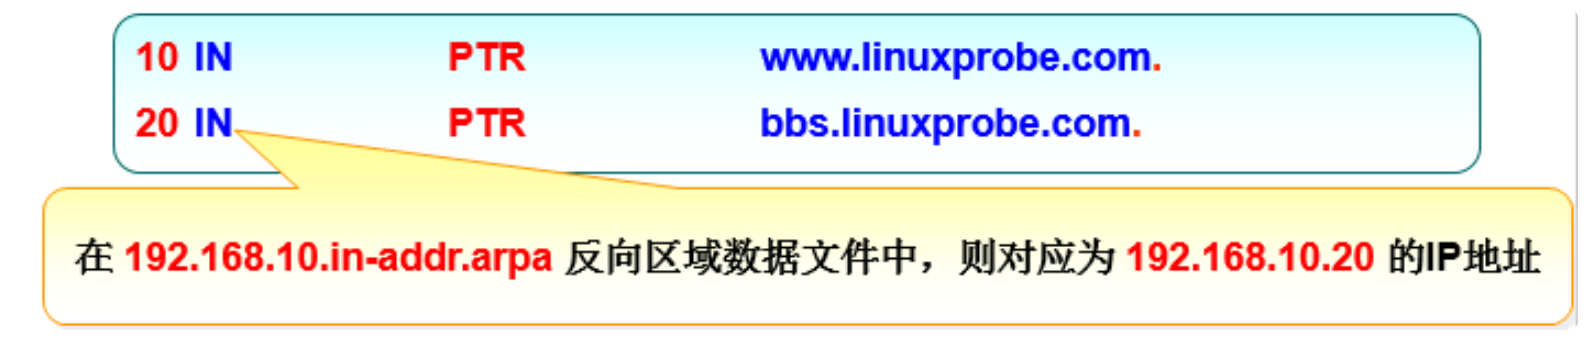 10 IN PTR www.linuxprobe.com.
20 IN PTR bbs.linuxprobe.com.
在 192.168.10.in-addr.arpa 反向区域数据文件中，则对应为 192.168.10.20 的IP地址